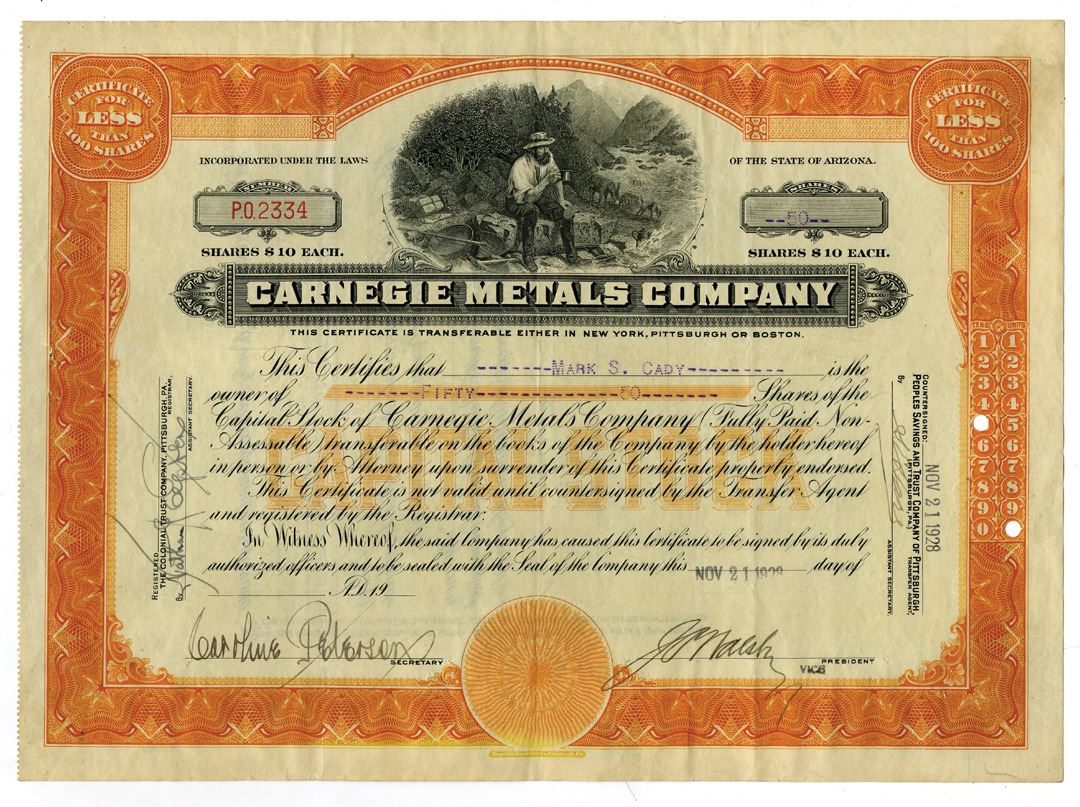 CERTIFICATE
FOR
LESS
THAN
100 SHARES
CERTIFICATE
FOR
LESS
THAN
100 SHARES
INCORPORATED UNDER THE LAWS
OF THE STATE OF ARIZONA.
NUMBER
P.O.2334
SHARES $10 EACH.
SHARES
--50--
SHARES $10 EACH.
CARNEGIE METALS COMPANY
THIS CERTIFICATE IS TRANSFERABLE EITHER IN NEW YORK, PITTSBURGH OR BOSTON.
This Certifies that -------MARK S. CADY---------- is the
owner of -------FIFTY---------------50--------- Shares of the
Capital Stock of Carnegie Metals Company (Fully Paid Non-
Assessable) transferable on the books of the Company by the holder hereof
in person or by Attorney upon surrender of this Certificate properly endorsed.
This Certificate is not valid until countersigned by the Transfer Agent
and registered by the Registrar.
CAPITAL STOCK
In Witness Whereof, the said Company has caused this Certificate to be signed by its duly
authorized officers and to be sealed with the Seal of the Company this NOV 21 1928 day of
A.D. 19
Caroline Peterson
SECRETARY
VICE PRESIDENT
REGISTERED
THE COLONIAL TRUST COMPANY, PITTSBURGH, PA.
REGISTRAR.
By
ASSISTANT SECRETARY.
COUNTERSIGNED:
PEOPLES SAVINGS AND TRUST COMPANY OF PITTSBURGH,
(PITTSBURGH, PA.) TRANSFER AGENT,
By
ASSISTANT SECRETARY.
NOV 21 1928
TENS UNITS
1 1
2 2
3 3
4 4
5
6 6
7 7
8 8
9 9
0